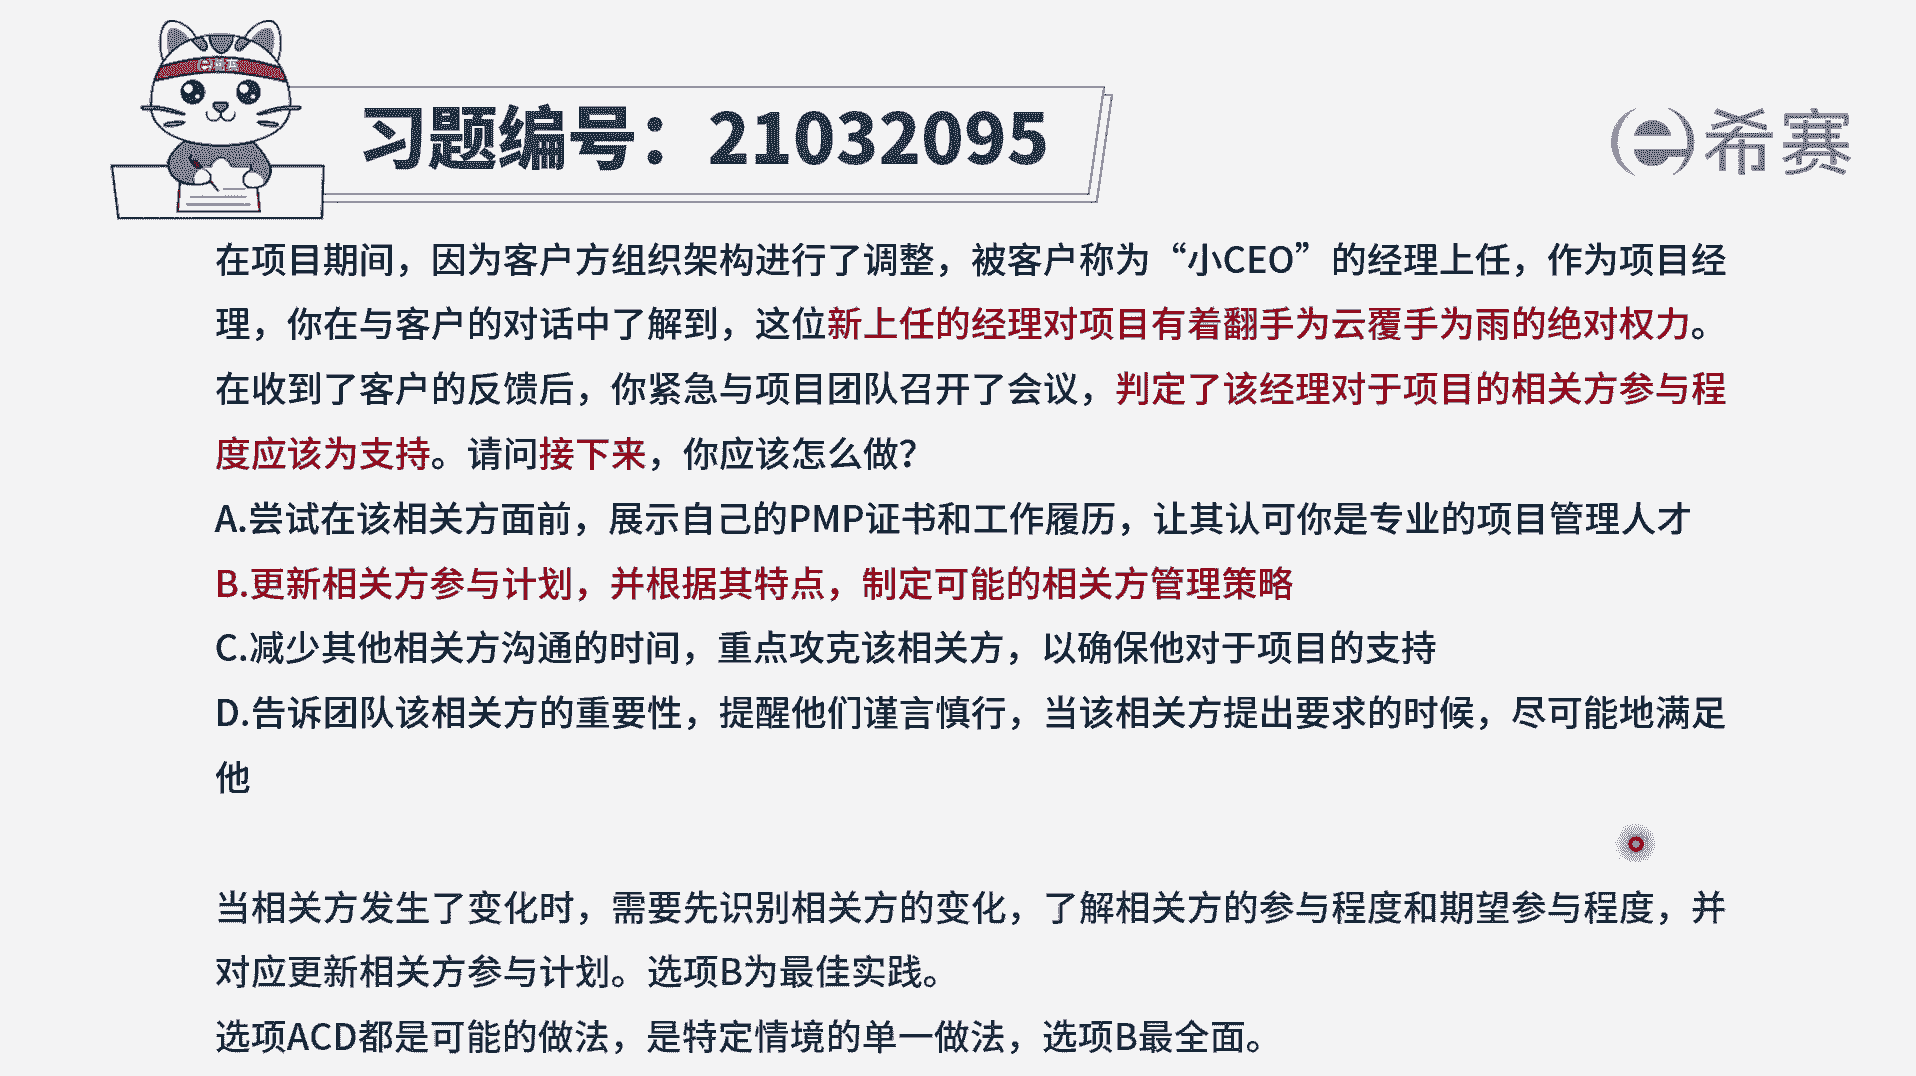 习题编号：21032095
希赛
在项目期间，因为客户方组织架构进行了调整，被客户称为“小CEO”的经理上任，作为项目经
理，你在与客户的对话中了解到，这位新上任的经理对项目有着翻手为云覆手为雨的绝对权力。
在收到了客户的反馈后，你紧急与项目团队召开了会议，判定了该经理对于项目的相关方参与程
度应该为支持。请问接下来，你应该怎么做？
A.尝试在该相关方面前，展示自己的PMP证书和工作履历，让其认可你是专业的项目管理人才
B.更新相关方参与计划，并根据其特点，制定可能的相关方管理策略
C.减少其他相关方沟通的时间，重点攻克该相关方，以确保他对于项目的支持
D.告诉团队该相关方的重要性，提醒他们谨言慎行，当该相关方提出要求的时候，尽可能地满足
他
当相关方发生了变化时，需要先识别相关方的变化，了解相关方的参与程度和期望参与程度，并
对应更新相关方参与计划。选项B为最佳实践。
选项ACD都是可能的做法，是特定情境的单一做法，选项B最全面。